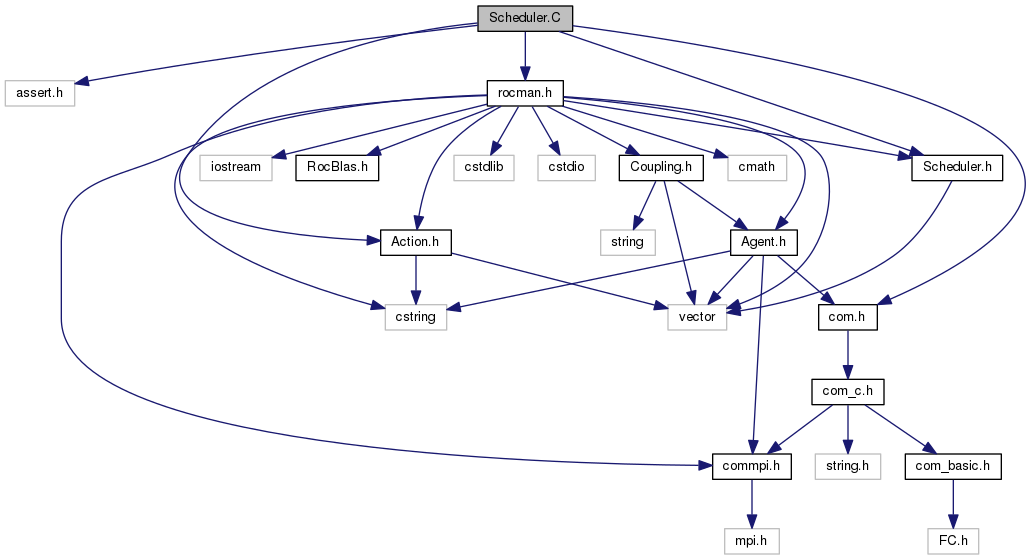 Scheduler.C
assert.h
rocman.h
iostream
RocBlas.h
cstdlib
cstdio
Coupling.h
cmath
Scheduler.h
Action.h
string
Agent.h
cstring
vector
com.h
com_c.h
commpi.h
string.h
com_basic.h
mpi.h
FC.h